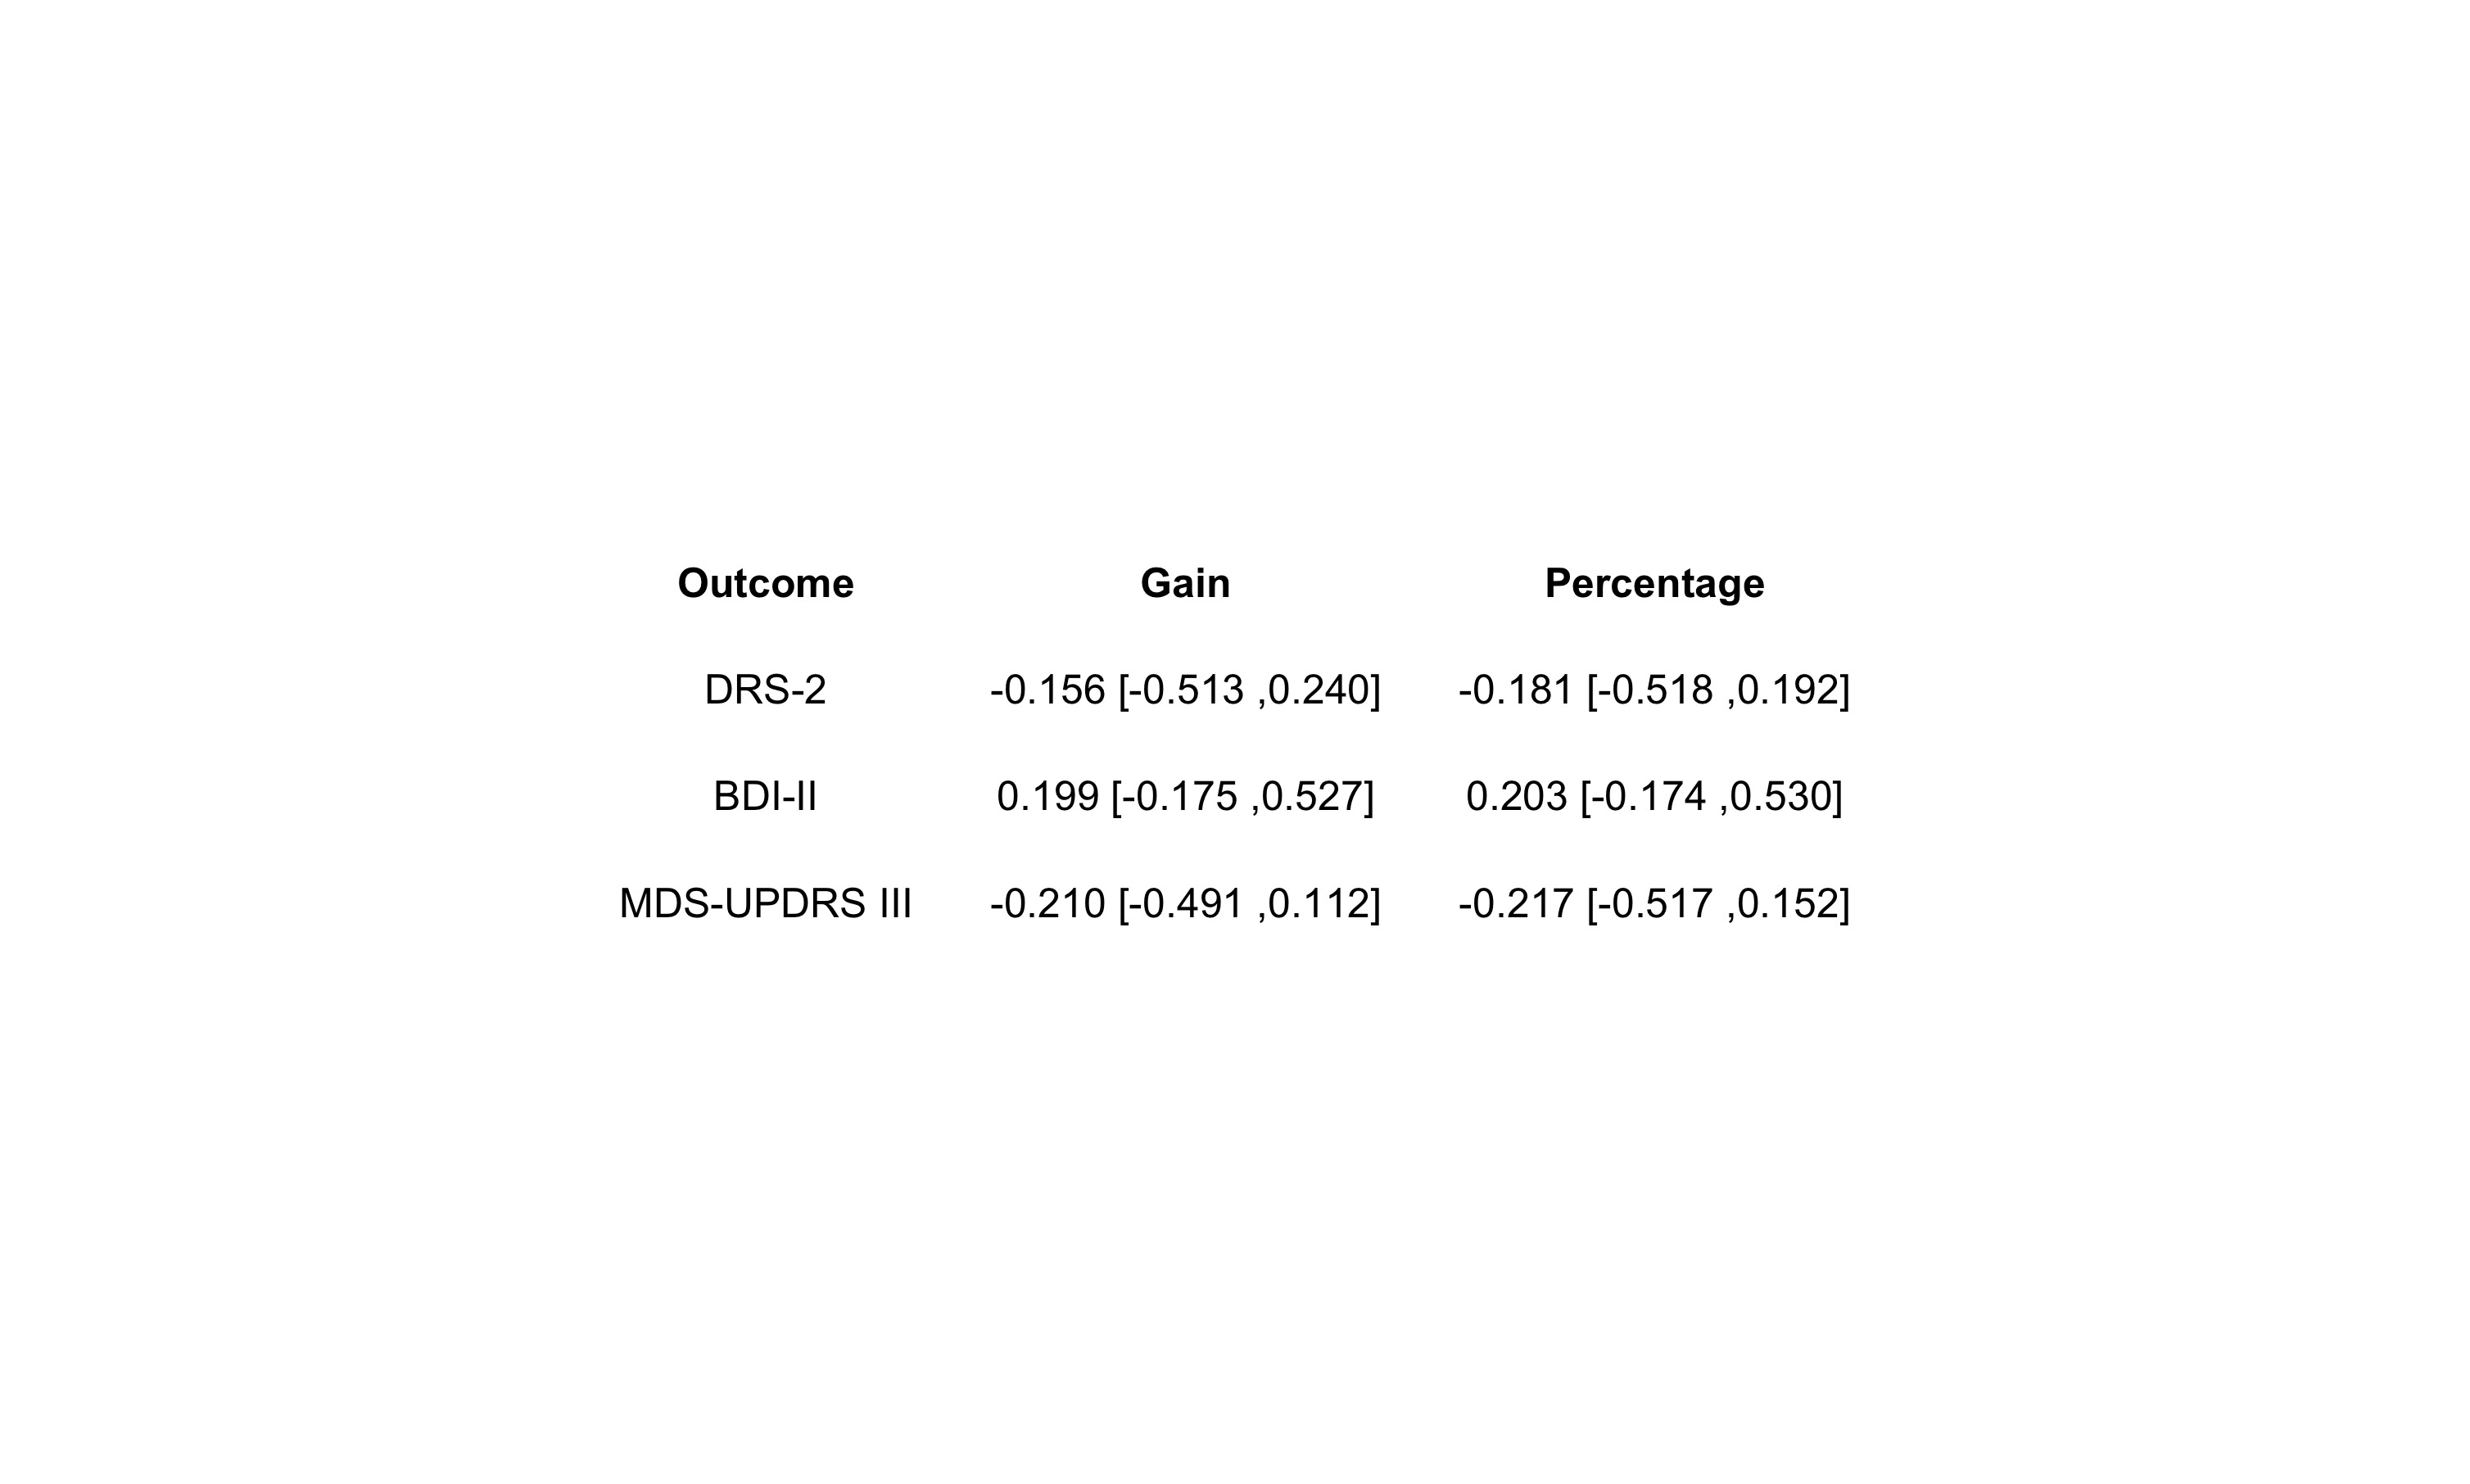 Outcome Gain Percentage
DRS-2 -0.156 [-0.513 ,0.240] -0.181 [-0.518 ,0.192]
BDI-II 0.199 [-0.175 ,0.527] 0.203 [-0.174 ,0.530]
MDS-UPDRS III -0.210 [-0.491 ,0.112] -0.217 [-0.517 ,0.152]